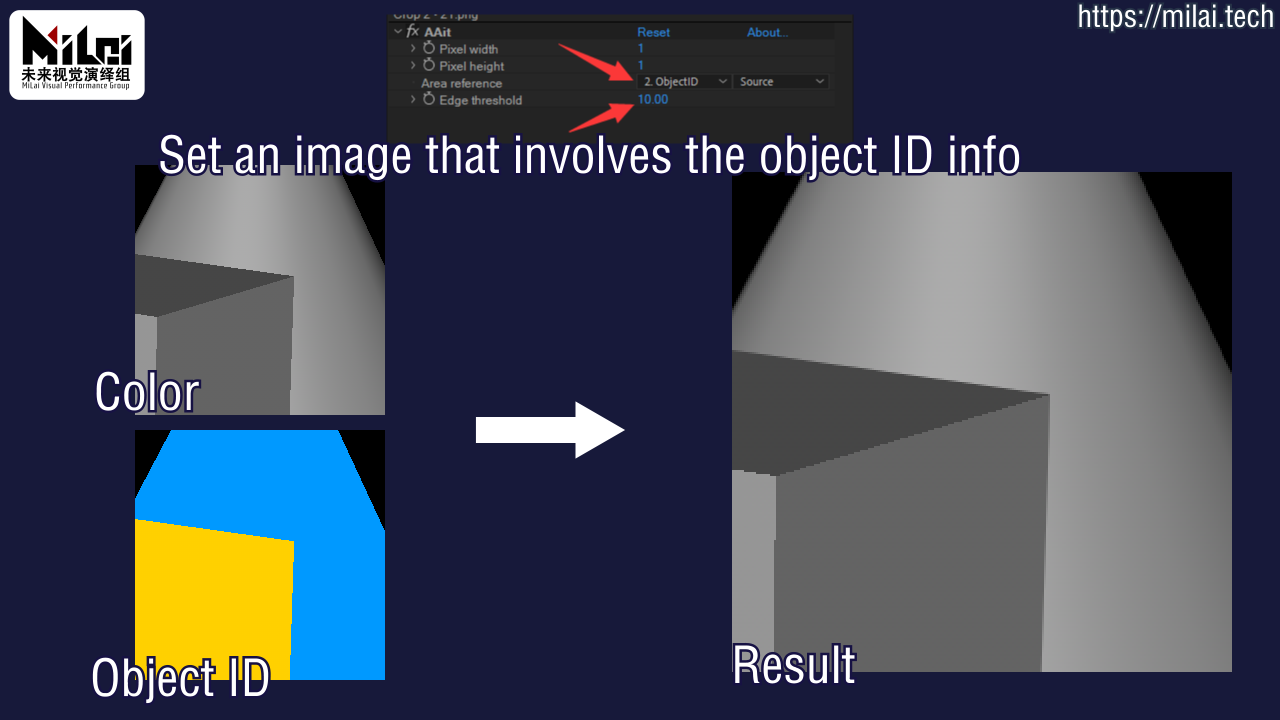 MiLai
未来视觉演绎组
MiLai Visual Performance Group
https://milai.tech
Crop 2 - 21.png
fx AAit Reset About...
Pixel width 1
Pixel height 1
Area reference 2. ObjectID Source
Edge threshold 10.00
Set an image that involves the object ID info
Color
Object ID
Result